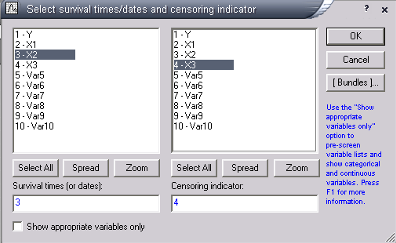 Select survival times/dates and censoring indicator
?
1 - Y
2 - X1
3 - X2
4 - X3
5 - Var5
6 - Var6
7 - Var7
8 - Var8
9 - Var9
10 - Var10
1 - Y
2 - X1
3 - X2
4 - X3
5 - Var5
6 - Var6
7 - Var7
8 - Var8
9 - Var9
10 - Var10
OK
Cancel
[ Bundles ]...
Use the "Show
appropriate
variables only"
option to
pre-screen
variable lists and
show categorical
and continuous
variables. Press
F1 for more
information.
Select All
Spread
Zoom
Select All
Spread
Zoom
Survival times (or dates):
Censoring indicator:
3
4
Show appropriate variables only